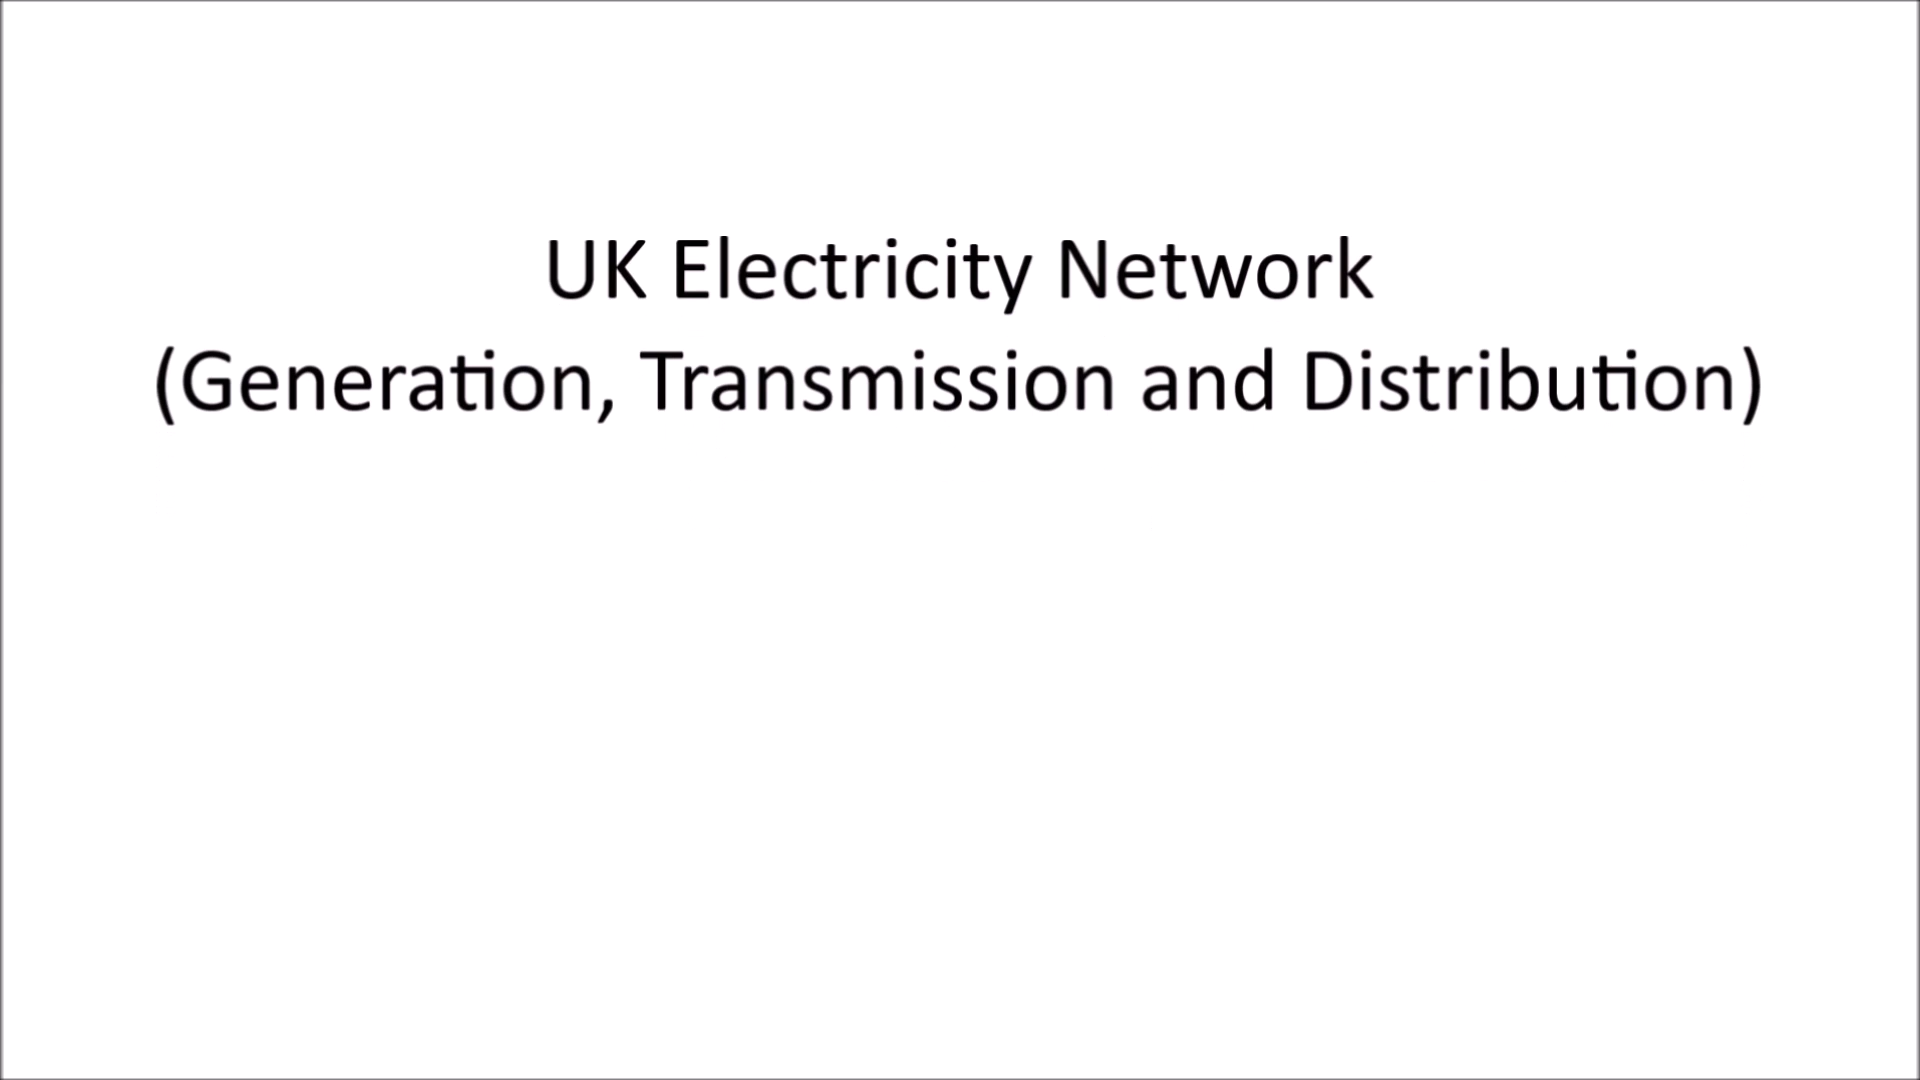 UK Electricity Network
(Generation, Transmission and Distribution)